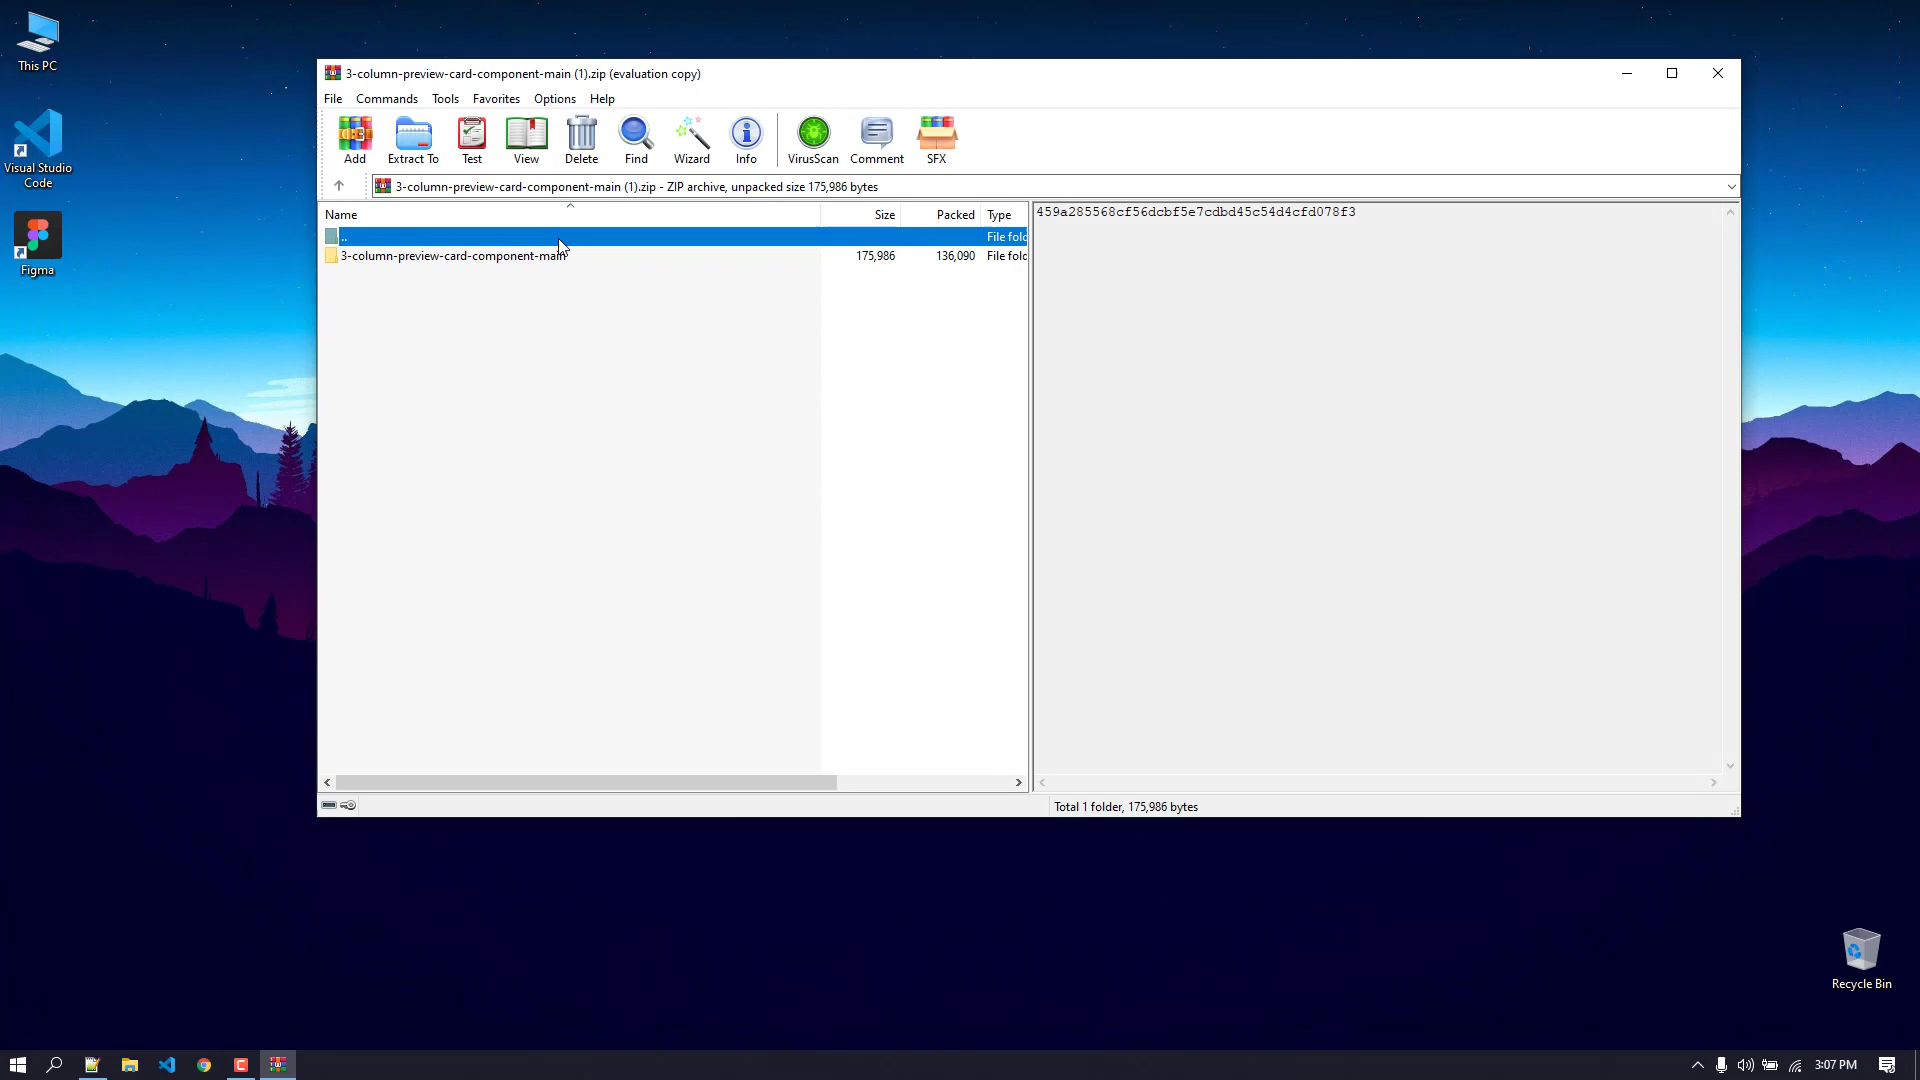 This PC
Visual Studio
Code
Figma
3-column-preview-card-component-main (1).zip (evaluation copy)
File Commands Tools Favorites Options Help
Add Extract To Test View Delete Find Wizard Info VirusScan Comment SFX
3-column-preview-card-component-main (1).zip - ZIP archive, unpacked size 175,986 bytes
Name Size Packed Type
.. File fold
3-column-preview-card-component-main 175,986 136,090 File fold
459a285568cf56dcbf5e7cdbd45c54d4cfd078f3
Total 1 folder, 175,986 bytes
Recycle Bin
3:07 PM